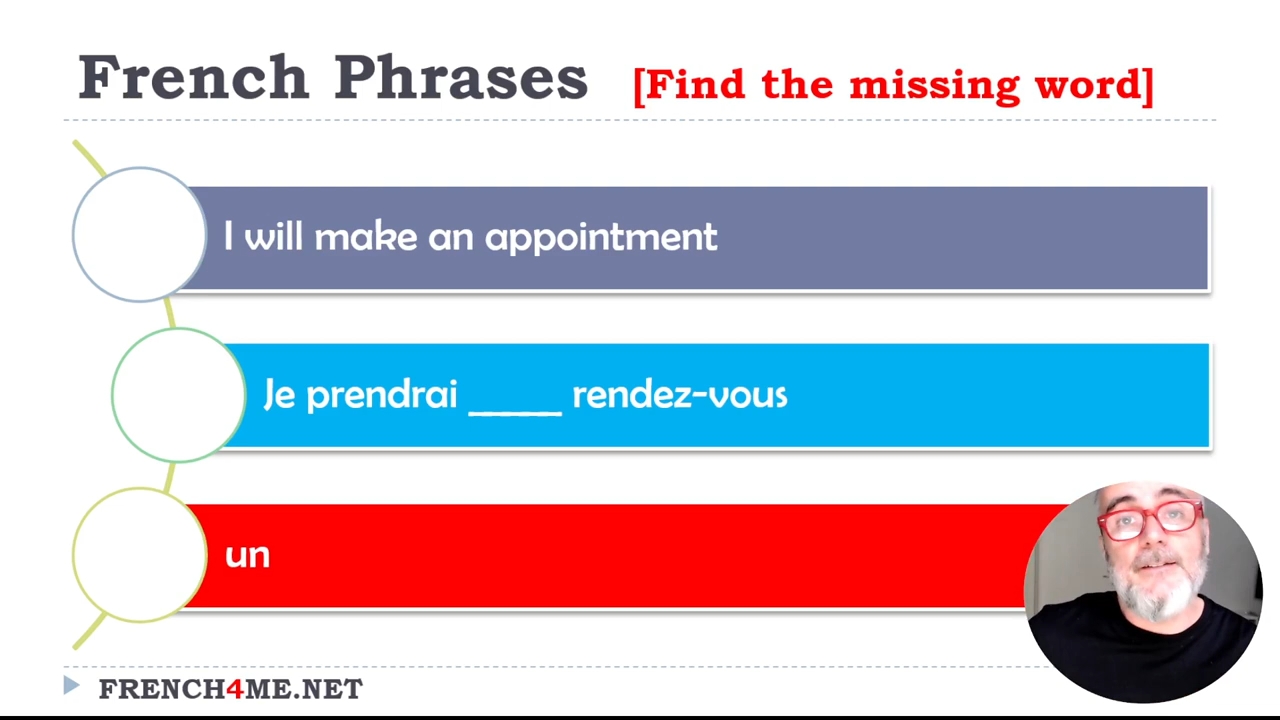 French Phrases [Find the missing word]
I will make an appointment
Je prendrai _____ rendez-vous
un
FRENCH4ME.NET